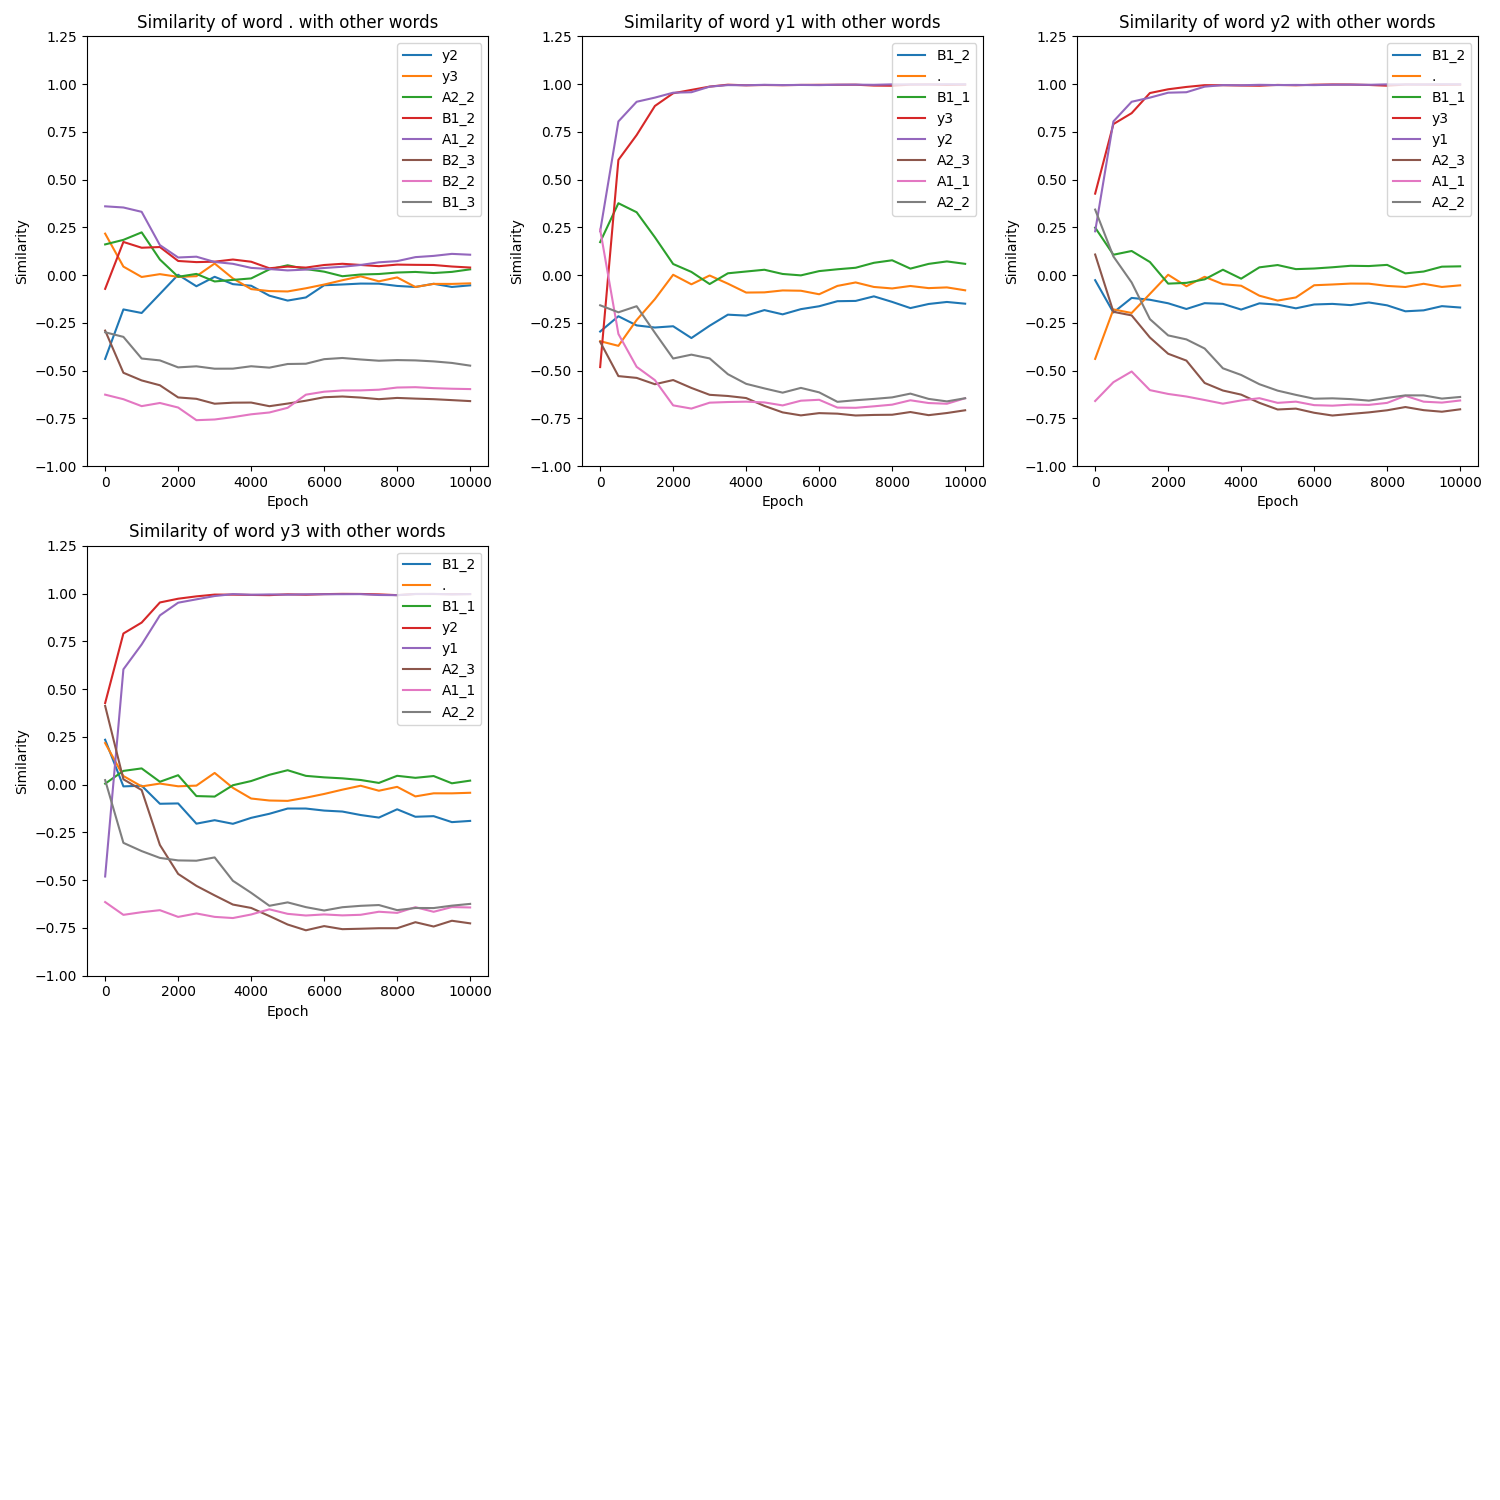 Similarity of word . with other words
1.25
1.00
0.75
0.50
0.25
0.00
−0.25
−0.50
−0.75
−1.00
Similarity
0 2000 4000 6000 8000 10000
Epoch
y2
y3
A2_2
B1_2
A1_2
B2_3
B2_2
B1_3
Similarity of word y1 with other words
1.25
1.00
0.75
0.50
0.25
0.00
−0.25
−0.50
−0.75
−1.00
Similarity
0 2000 4000 6000 8000 10000
Epoch
B1_2
.
B1_1
y3
y2
A2_3
A1_1
A2_2
Similarity of word y2 with other words
1.25
1.00
0.75
0.50
0.25
0.00
−0.25
−0.50
−0.75
−1.00
Similarity
0 2000 4000 6000 8000 10000
Epoch
B1_2
.
B1_1
y3
y1
A2_3
A1_1
A2_2
Similarity of word y3 with other words
1.25
1.00
0.75
0.50
0.25
0.00
−0.25
−0.50
−0.75
−1.00
Similarity
0 2000 4000 6000 8000 10000
Epoch
B1_2
.
B1_1
y2
y1
A2_3
A1_1
A2_2